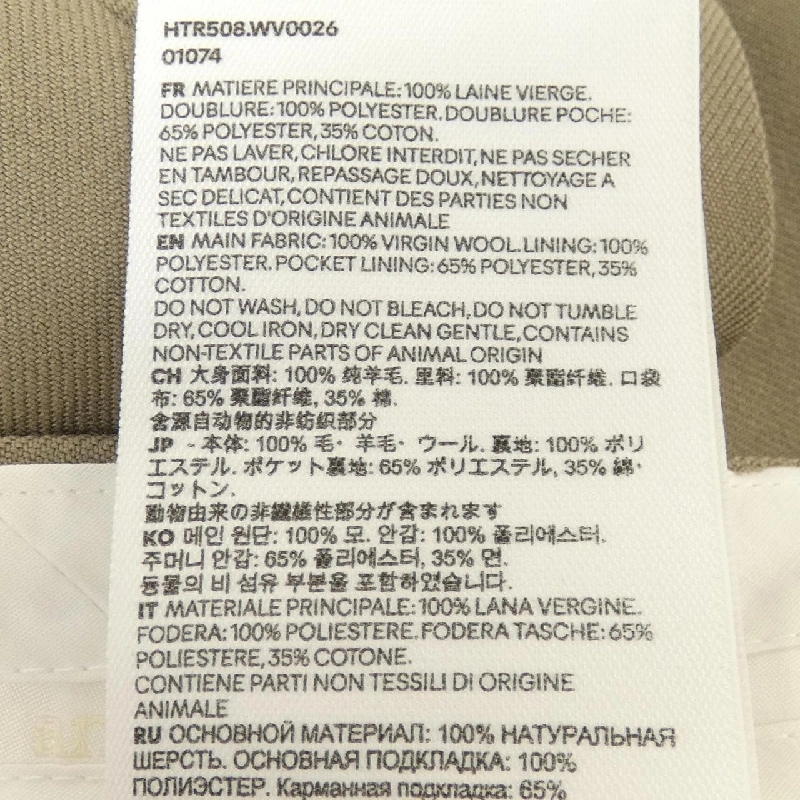 HTR508.WV0026
01074
FR MATIERE PRINCIPALE:100% LAINE VIERGE.
DOUBLURE:100% POLYESTER.DOUBLURE POCHE:
65% POLYESTER,35% COTON.
NE PAS LAVER,CHLORE INTERDIT,NE PAS SECHER
EN TAMBOUR,REPASSAGE DOUX,NETTOYAGE A
SEC DELICAT,CONTIENT DES PARTIES NON
TEXTILES D'ORIGINE ANIMALE
EN MAIN FABRIC:100% VIRGIN WOOL.LINING:100%
POLYESTER.POCKET LINING:65% POLYESTER,35%
COTTON.
DO NOT WASH,DO NOT BLEACH,DO NOT TUMBLE
DRY,COOL IRON,DRY CLEAN GENTLE,CONTAINS
NON-TEXTILE PARTS OF ANIMAL ORIGIN
CH 大身面料: 100% 纯羊毛. 里料: 100% 聚酯纤维. 口袋
布: 65% 聚酯纤维, 35% 棉.
含源自动物的非纺织部分
JP - 本体: 100% 毛・ 羊毛・ ウール. 裏地: 100% ポリ
エステル. ポケット裏地: 65% ポリエステル, 35% 綿・
コットン.
動物由来の非繊維性部分が含まれます
KO 메인 원단: 100% 모. 안감: 100% 폴리에스터.
주머니 안감: 65% 폴리에스터, 35% 면.
동물의 비 섬유 부분을 포함하였습니다.
IT MATERIALE PRINCIPALE:100% LANA VERGINE.
FODERA:100% POLIESTERE.FODERA TASCHE:65%
POLIESTERE,35% COTONE.
CONTIENE PARTI NON TESSILI DI ORIGINE
ANIMALE
RU ОСНОВНОЙ МАТЕРИАЛ: 100% НАТУРАЛЬНАЯ
ШЕРСТЬ. ОСНОВНАЯ ПОДКЛАДКА: 100%
ПОЛИЭСТЕР. Карманная подкладка: 65%